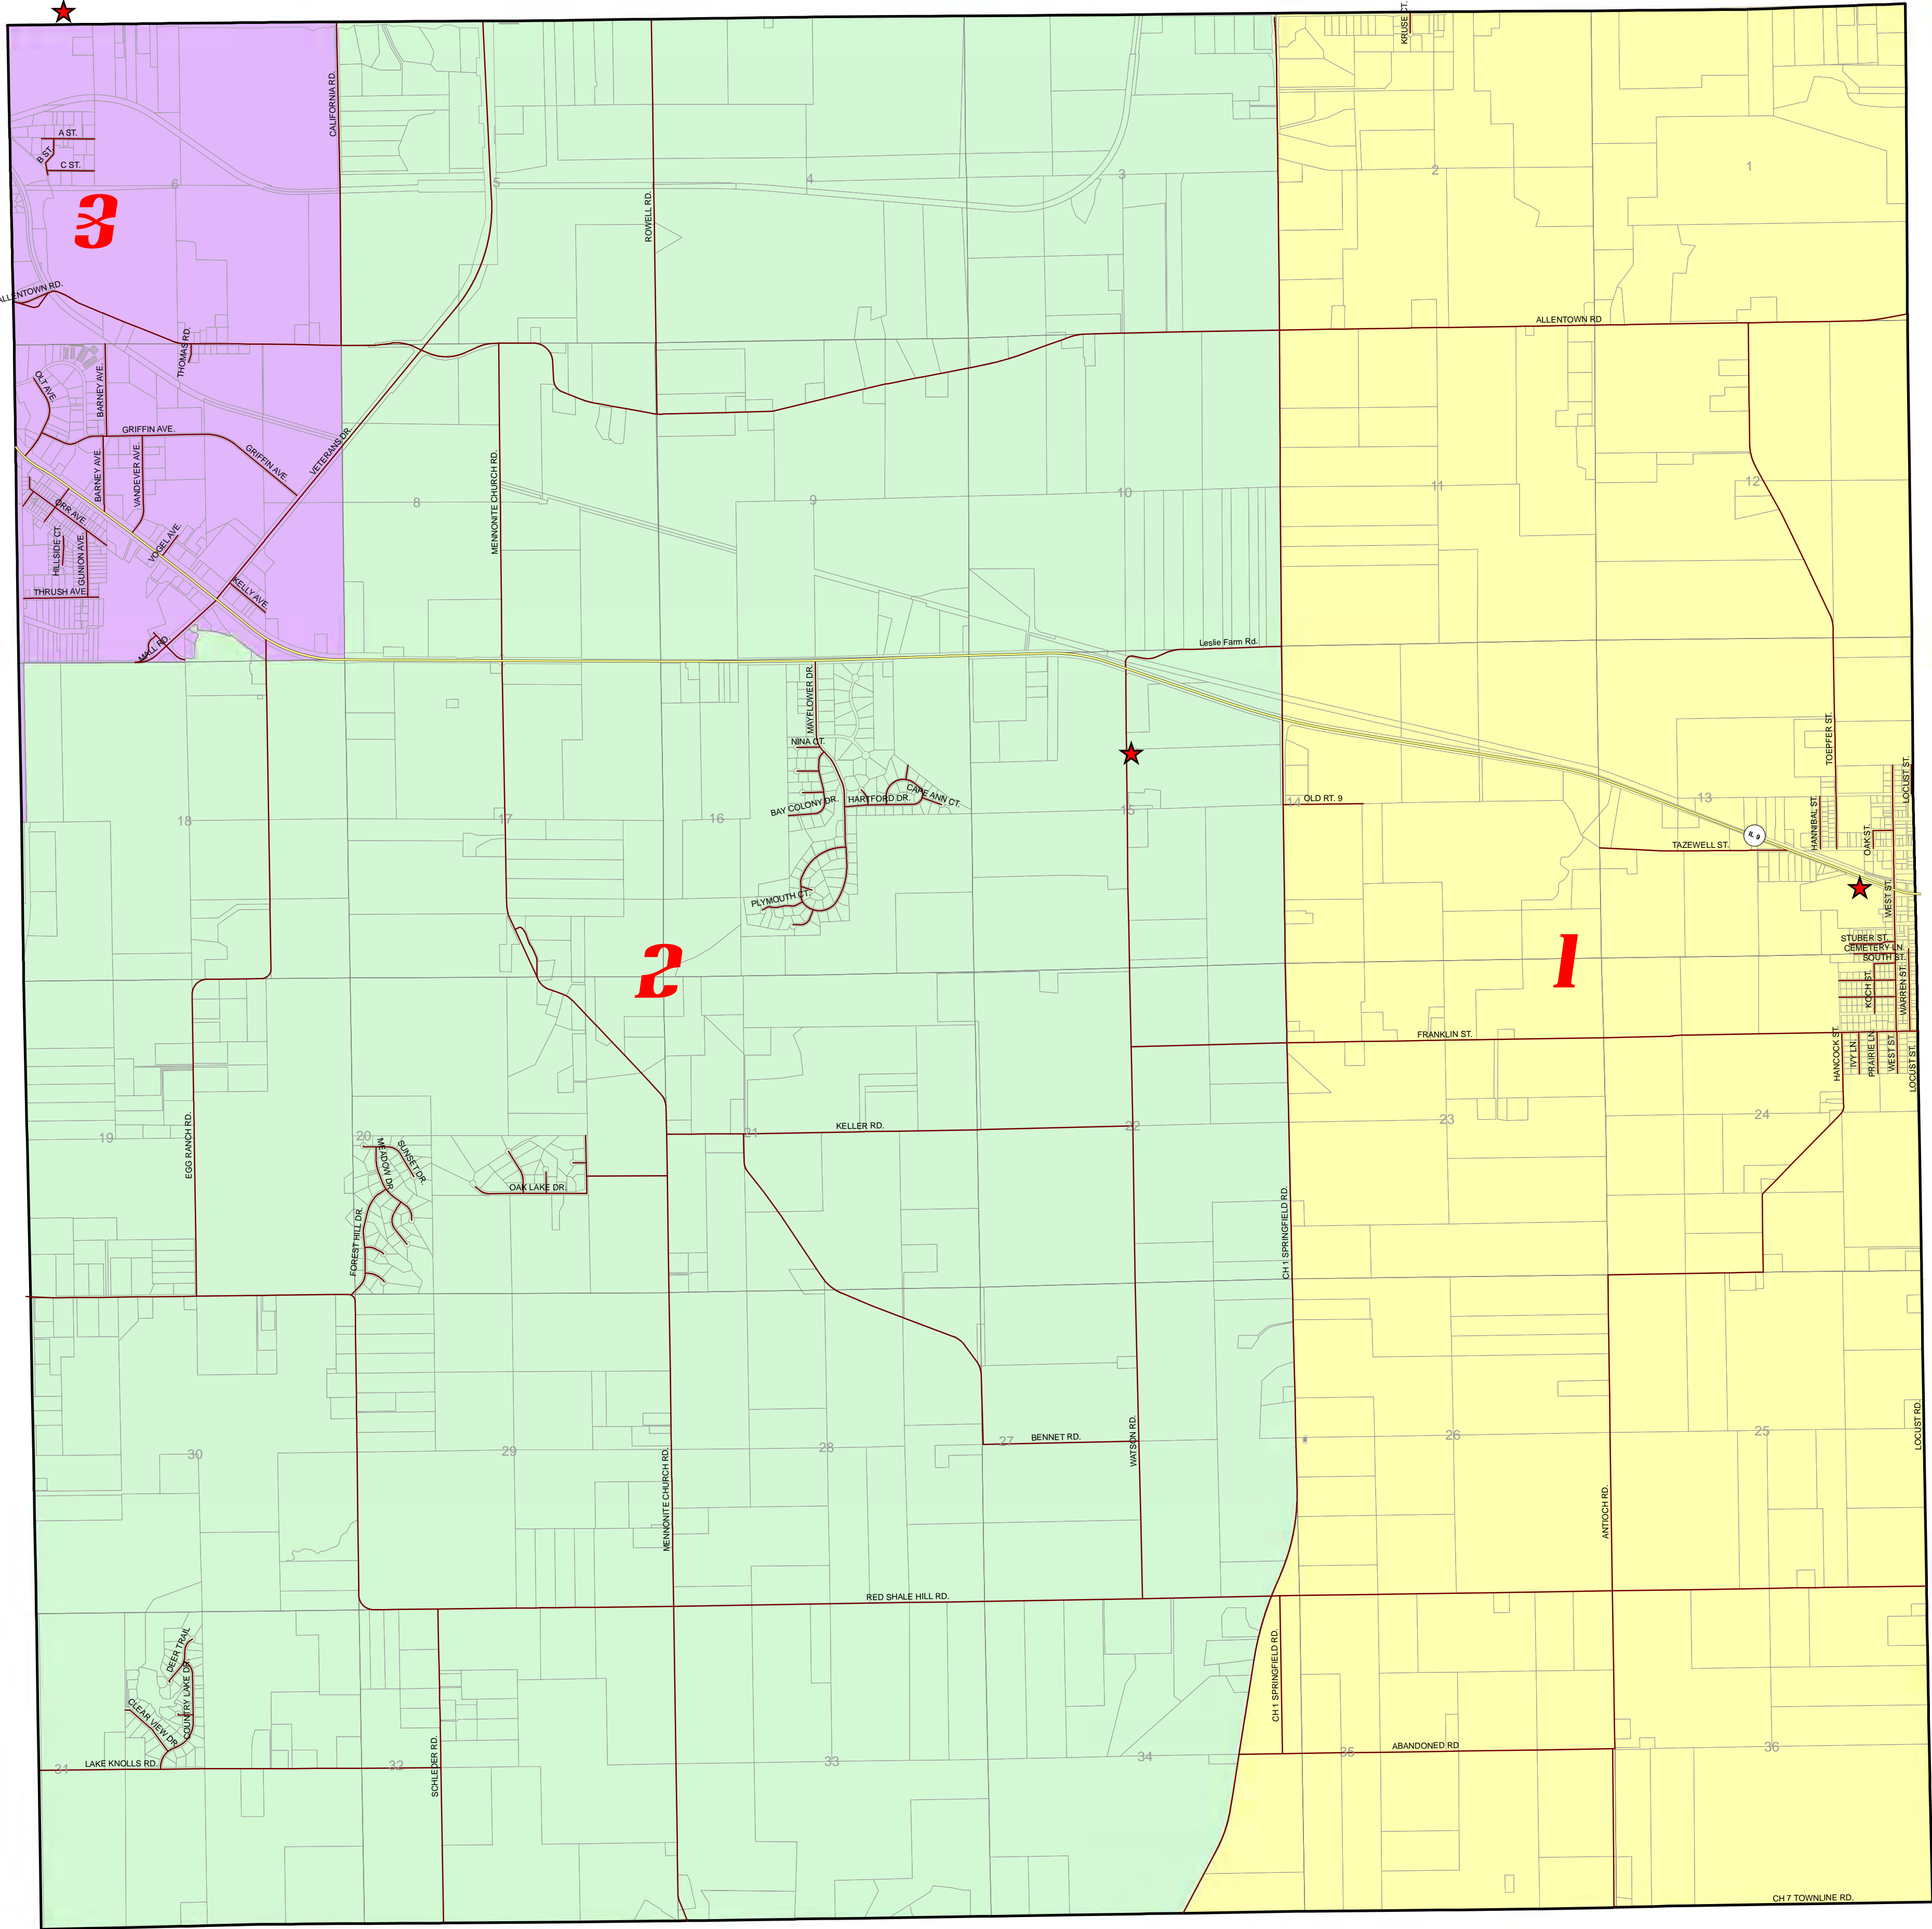 KRUSE CT.
CALIFORNIA RD.
A ST.
B ST.
C ST.
6
5
4
3
2
1
3
ROWELL RD.
ALLENTOWN RD.
ALLENTOWN RD
THOMAS RD.
OLT AVE.
BARNEY AVE.
GRIFFIN AVE.
GRIFFIN AVE.
VETERANS DR.
BARNEY AVE.
VANDEVER AVE.
MENNONITE CHURCH RD.
8
9
10
11
12
ORR AVE.
HILLSIDE CT.
GUNION AVE.
VOGEL AVE.
THRUSH AVE.
KELLY AVE.
MALL RD.
Leslie Farm Rd.
MAYFLOWER DR.
NINA CT.
BAY COLONY DR.
HARTFORD DR.
CAPE ANN CT.
TOEPFER ST.
LOCUST ST.
OLD RT. 9
18
17
16
15
14
13
HANNIBAL ST.
OAK ST.
IL 9
TAZEWELL ST.
PLYMOUTH CT.
WEST ST.
2
1
STUBER ST.
CEMETERY LN.
SOUTH ST.
KOCH ST.
WARREN ST.
FRANKLIN ST.
HANCOCK ST.
IVY LN.
PRAIRIE LN.
WEST ST.
LOCUST ST.
EGG RANCH RD.
19
20
21
22
23
24
KELLER RD.
MEADOW DR.
SUNSET DR.
OAK LAKE DR.
FOREST HILL DR.
CH 1 SPRINGFIELD RD.
30
29
28
27
26
25
BENNET RD.
WATSON RD.
LOCUST RD.
MENNONITE CHURCH RD.
ANTIOCH RD.
RED SHALE HILL RD.
DEER TRAIL
COUNTRY LAKE DR.
CLEAR VIEW DR.
CH 1 SPRINGFIELD RD.
LAKE KNOLLS RD.
31
32
33
34
35
36
SCHLEDER RD.
ABANDONED RD
CH 7 TOWNLINE RD.